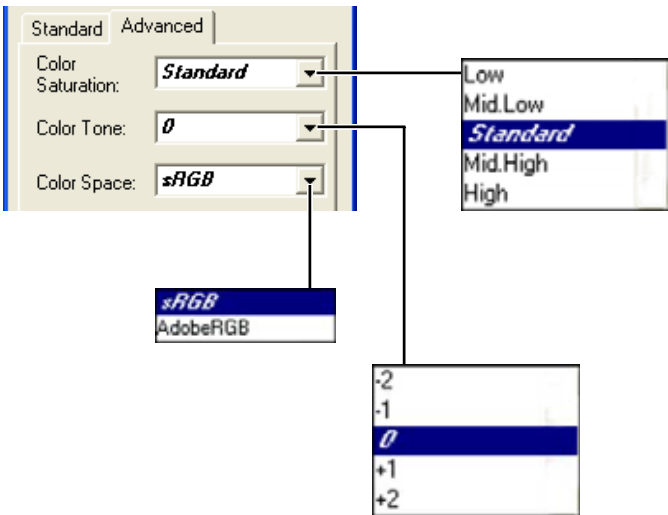 Standard Advanced
Color
Saturation:
Standard
Color Tone:
0
Color Space:
sRGB
Low
Mid.Low
Standard
Mid.High
High
sRGB
AdobeRGB
-2
-1
0
+1
+2